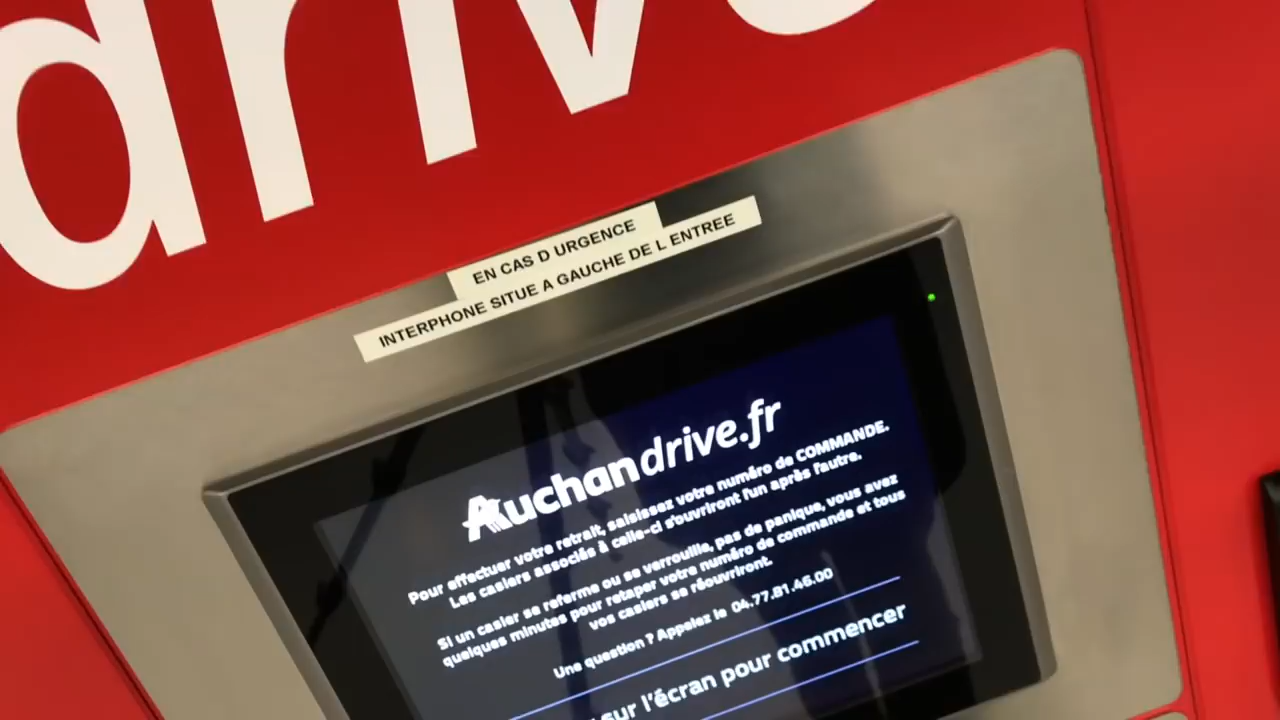 drive
EN CAS D URGENCE
INTERPHONE SITUE A GAUCHE DE L ENTREE
Auchandrive.fr
Pour effectuer votre retrait, saisissez votre numéro de COMMANDE.
Les casiers associés à celle-ci s'ouvriront l'un après l'autre.
Si un casier se referme ou se verrouille, pas de panique, vous avez
quelques minutes pour retaper votre numéro de commande et tous
vos casiers se réouvriront.
Une question ? Appelez le 04.77.81.46.00
sur l'écran pour commencer